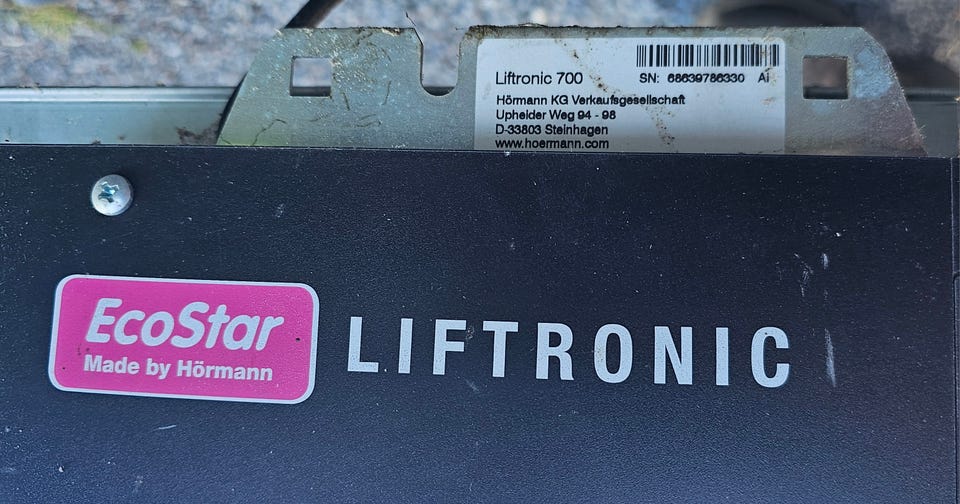 Liftronic 700
SN: 68639786330 Ai
Hörmann KG Verkaufsgesellschaft
Upheider Weg 94 - 98
D-33803 Steinhagen
www.hoermann.com
EcoStar
Made by Hörmann
LIFTRONIC